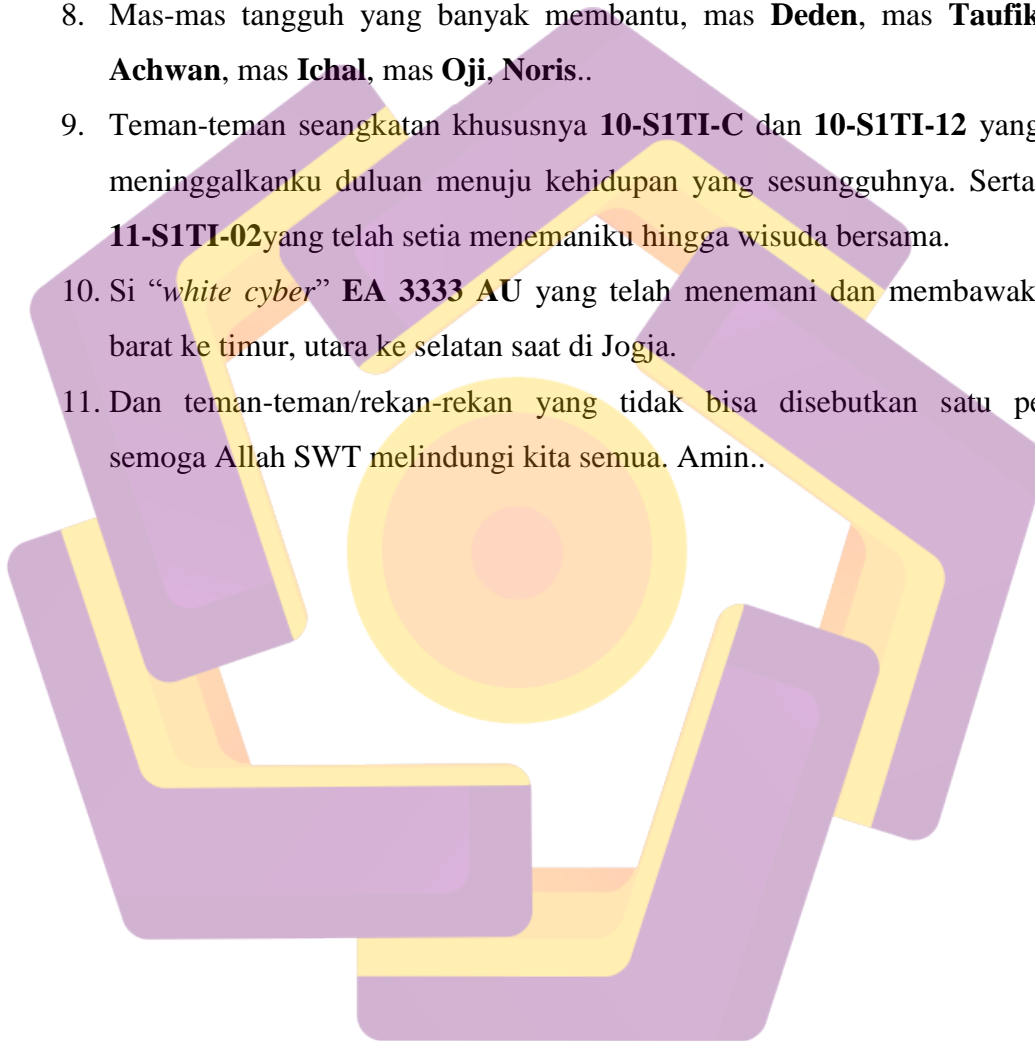 8. Mas-mas tangguh yang banyak membantu, mas Deden, mas Taufik
Achwan, mas Ichal, mas Oji, Noris..
9. Teman-teman seangkatan khususnya 10-S1TI-C dan 10-S1TI-12 yang
meninggalkanku duluan menuju kehidupan yang sesungguhnya. Serta
11-S1TI-02yang telah setia menemaniku hingga wisuda bersama.
10. Si “white cyber” EA 3333 AU yang telah menemani dan membawak
barat ke timur, utara ke selatan saat di Jogja.
11. Dan teman-teman/rekan-rekan yang tidak bisa disebutkan satu pe
semoga Allah SWT melindungi kita semua. Amin..